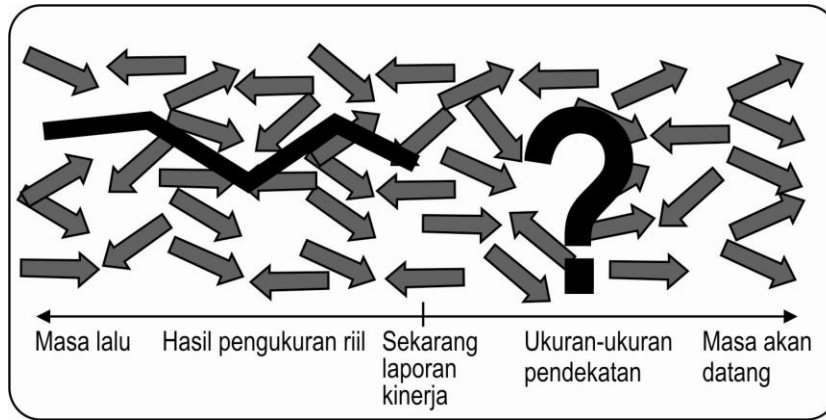 ?
Masa lalu
Hasil pengukuran riil
Sekarang
laporan
kinerja
Ukuran-ukuran
pendekatan
Masa akan
datang